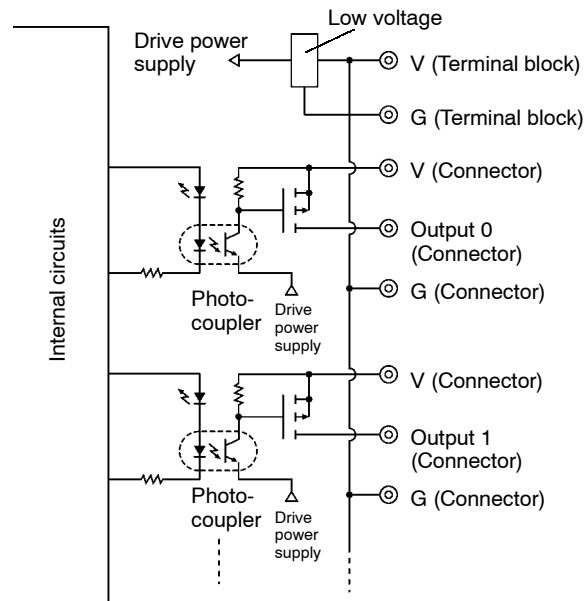 Low voltage
Drive power
supply
V (Terminal block)
G (Terminal block)
V (Connector)
Output 0
(Connector)
G (Connector)
Internal circuits
Photo-
coupler
Drive
power
supply
V (Connector)
Output 1
(Connector)
G (Connector)
Photo-
coupler
Drive
power
supply